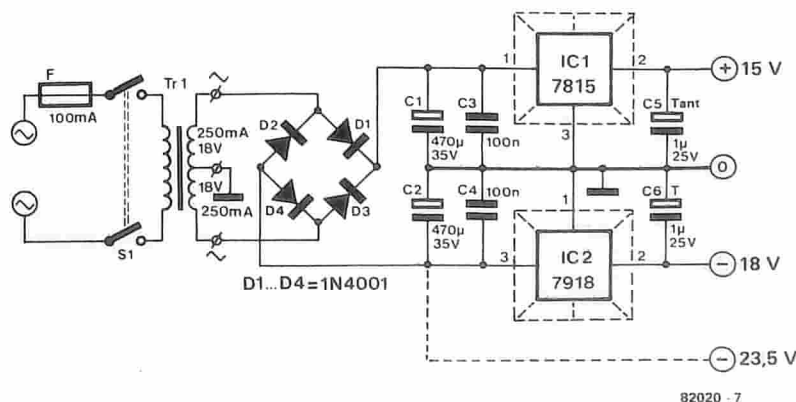 F
100mA
S1
Tr 1
250mA
18V
18V
250mA
D2
D1
D4
D3
D1...D4=1N4001
C1
470µ
35V
C3
100n
C2
470µ
35V
C4
100n
1
IC1
7815
2
3
1
3
IC2
7918
2
C5
Tant
1µ
25V
C6
T
1µ
25V
+
15 V
0
−
18 V
−
23,5 V
82020 - 7